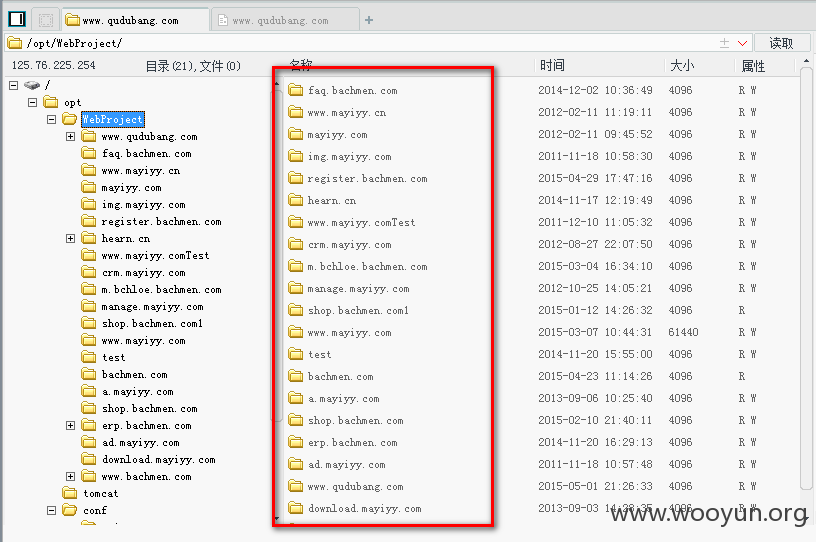 www.qudubang.com www.qudubang.com
/opt/WebProject/ 读取
125.76.225.254 目录(21),文件(0) 名称 时间 大小 属性
/
opt
WebProject
www.qudubang.com
faq.bachmen.com
www.mayiyy.cn
mayiyy.com
img.mayiyy.com
register.bachmen.com
hearn.cn
www.mayiyy.comTest
crm.mayiyy.com
m.bchloe.bachmen.com
manage.mayiyy.com
shop.bachmen.com1
www.mayiyy.com
test
bachmen.com
a.mayiyy.com
shop.bachmen.com
erp.bachmen.com
ad.mayiyy.com
download.mayiyy.com
www.bachmen.com
tomcat
conf
faq.bachmen.com 2014-12-02 10:36:49 4096 R W
www.mayiyy.cn 2012-02-11 11:19:11 4096 R W
mayiyy.com 2012-02-11 09:45:52 4096 R W
img.mayiyy.com 2011-11-18 10:58:30 4096 R W
register.bachmen.com 2015-04-29 17:47:16 4096 R W
hearn.cn 2014-11-17 12:19:49 4096 R W
www.mayiyy.comTest 2011-12-10 11:05:32 4096 R W
crm.mayiyy.com 2012-08-27 22:07:50 4096 R W
m.bchloe.bachmen.com 2015-03-04 16:34:10 4096 R W
manage.mayiyy.com 2012-10-25 14:05:21 4096 R W
shop.bachmen.com1 2015-01-12 14:26:32 4096 R
www.mayiyy.com 2015-03-07 10:44:31 61440 R W
test 2014-11-20 15:55:00 4096 R W
bachmen.com 2015-04-23 11:14:26 4096 R
a.mayiyy.com 2013-09-06 10:25:40 4096 R W
shop.bachmen.com 2015-02-10 21:40:11 4096 R W
erp.bachmen.com 2014-11-20 16:29:13 4096 R W
ad.mayiyy.com 2011-11-18 10:57:48 4096 R W
www.qudubang.com 2015-05-01 21:26:33 4096 R W
download.mayiyy.com 2013-09-03 4096 R W
www.wooyun.org